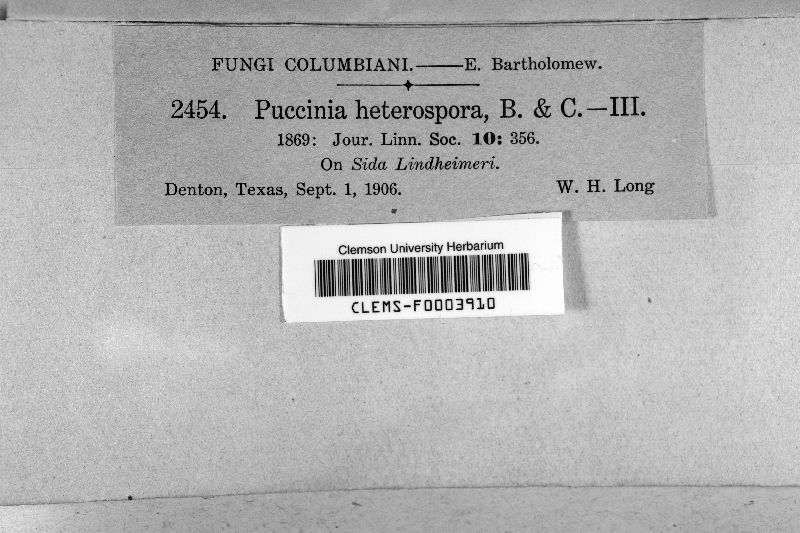 FUNGI COLUMBIANI.——E. Bartholomew.
2454. Puccinia heterospora, B. & C.—III.
1869: Jour. Linn. Soc. 10: 356.
On Sida Lindheimeri.
Denton, Texas, Sept. 1, 1906. W. H. Long
Clemson University Herbarium
CLEMS-F0003910